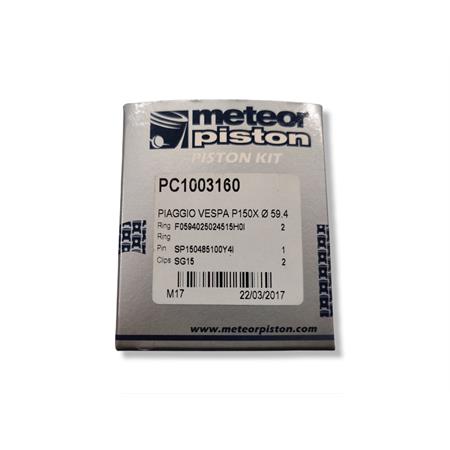 meteor
piston
PISTON KIT
PC1003160
PIAGGIO VESPA P150X Ø 59.4
Ring F0594025024515IH0I 2
Ring
Pin SP150485100Y4I 1
Clips SG15 2
M17 22/03/2017
www.meteorpiston.com